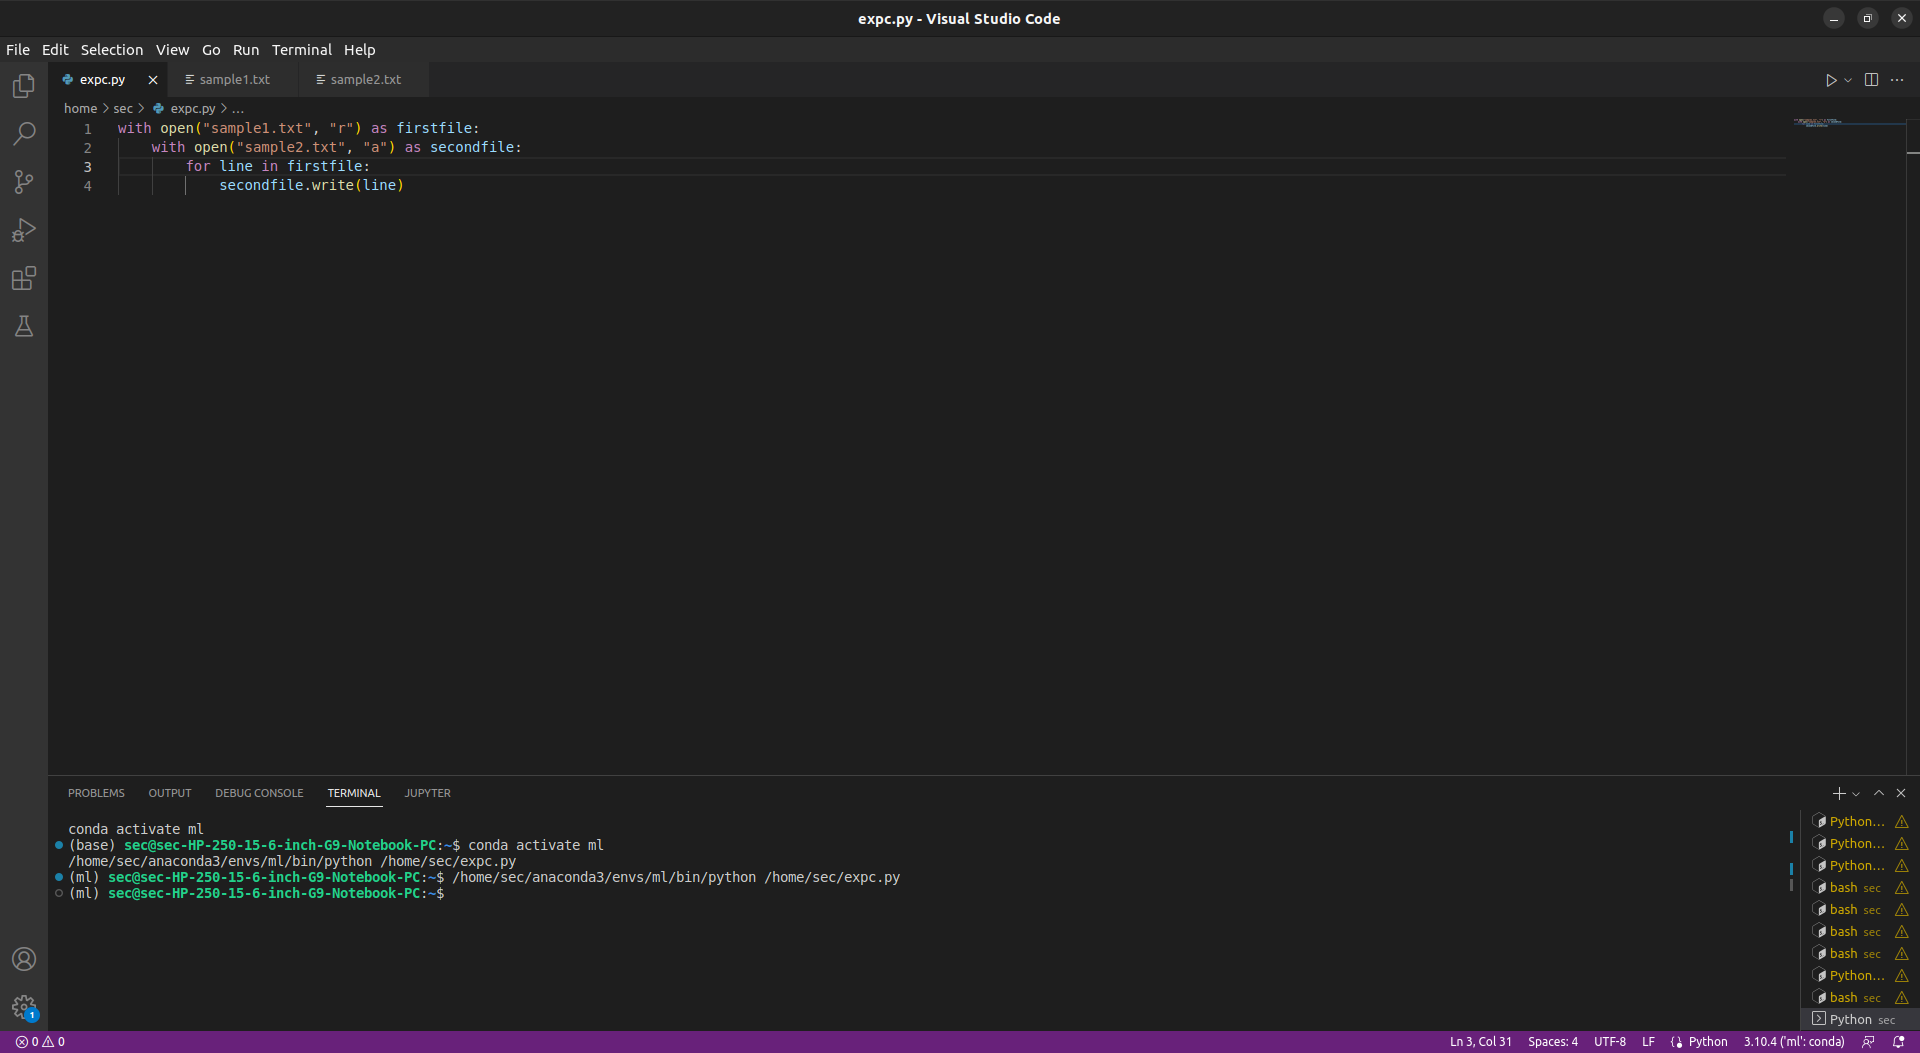 expc.py - Visual Studio Code
File Edit Selection View Go Run Terminal Help
expc.py sample1.txt sample2.txt
home > sec > expc.py > ...
1 with open("sample1.txt", "r") as firstfile:
2 with open("sample2.txt", "a") as secondfile:
3 for line in firstfile:
4 secondfile.write(line)
PROBLEMS OUTPUT DEBUG CONSOLE TERMINAL JUPYTER
conda activate ml
(base) sec@sec-HP-250-15-6-inch-G9-Notebook-PC:~$ conda activate ml
/home/sec/anaconda3/envs/ml/bin/python /home/sec/expc.py
(ml) sec@sec-HP-250-15-6-inch-G9-Notebook-PC:~$ /home/sec/anaconda3/envs/ml/bin/python /home/sec/expc.py
(ml) sec@sec-HP-250-15-6-inch-G9-Notebook-PC:~$
Python...
Python...
Python...
bash sec
bash sec
bash sec
bash sec
Python...
bash sec
Python sec
1
0 0 Ln 3, Col 31 Spaces: 4 UTF-8 LF Python 3.10.4 ('ml': conda)